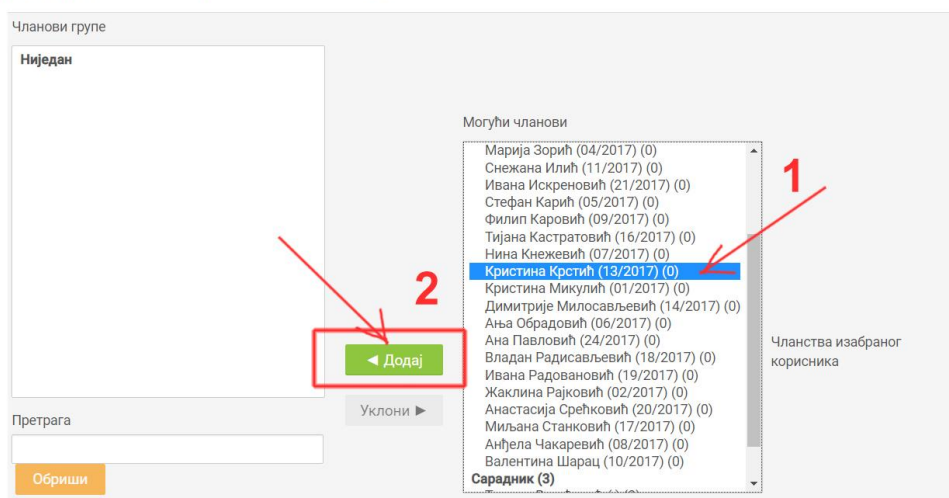 Чланови групе
Ниједан
Могући чланови
Марија Зорић (04/2017) (0)
Снежана Илић (11/2017) (0)
Ивана Искреновић (21/2017) (0)
Стефан Карић (05/2017) (0)
Филип Каровић (09/2017) (0)
Тијана Кастратовић (16/2017) (0)
Нина Кнежевић (07/2017) (0)
Кристина Крстић (13/2017) (0)
Кристина Микулић (01/2017) (0)
Димитрије Милосављевић (14/2017) (0)
Ања Обрадовић (06/2017) (0)
Ана Павловић (24/2017) (0)
Владан Радисављевић (18/2017) (0)
Ивана Радовановић (19/2017) (0)
Жаклина Рајковић (02/2017) (0)
Анастасија Срећковић (20/2017) (0)
Миљана Станковић (17/2017) (0)
Анђела Чакаревић (08/2017) (0)
Валентина Шарац (10/2017) (0)
Сарадник (3)
1
2
◄ Додај
Уклони ►
Чланства изабраног
корисника
Претрага
Обриши